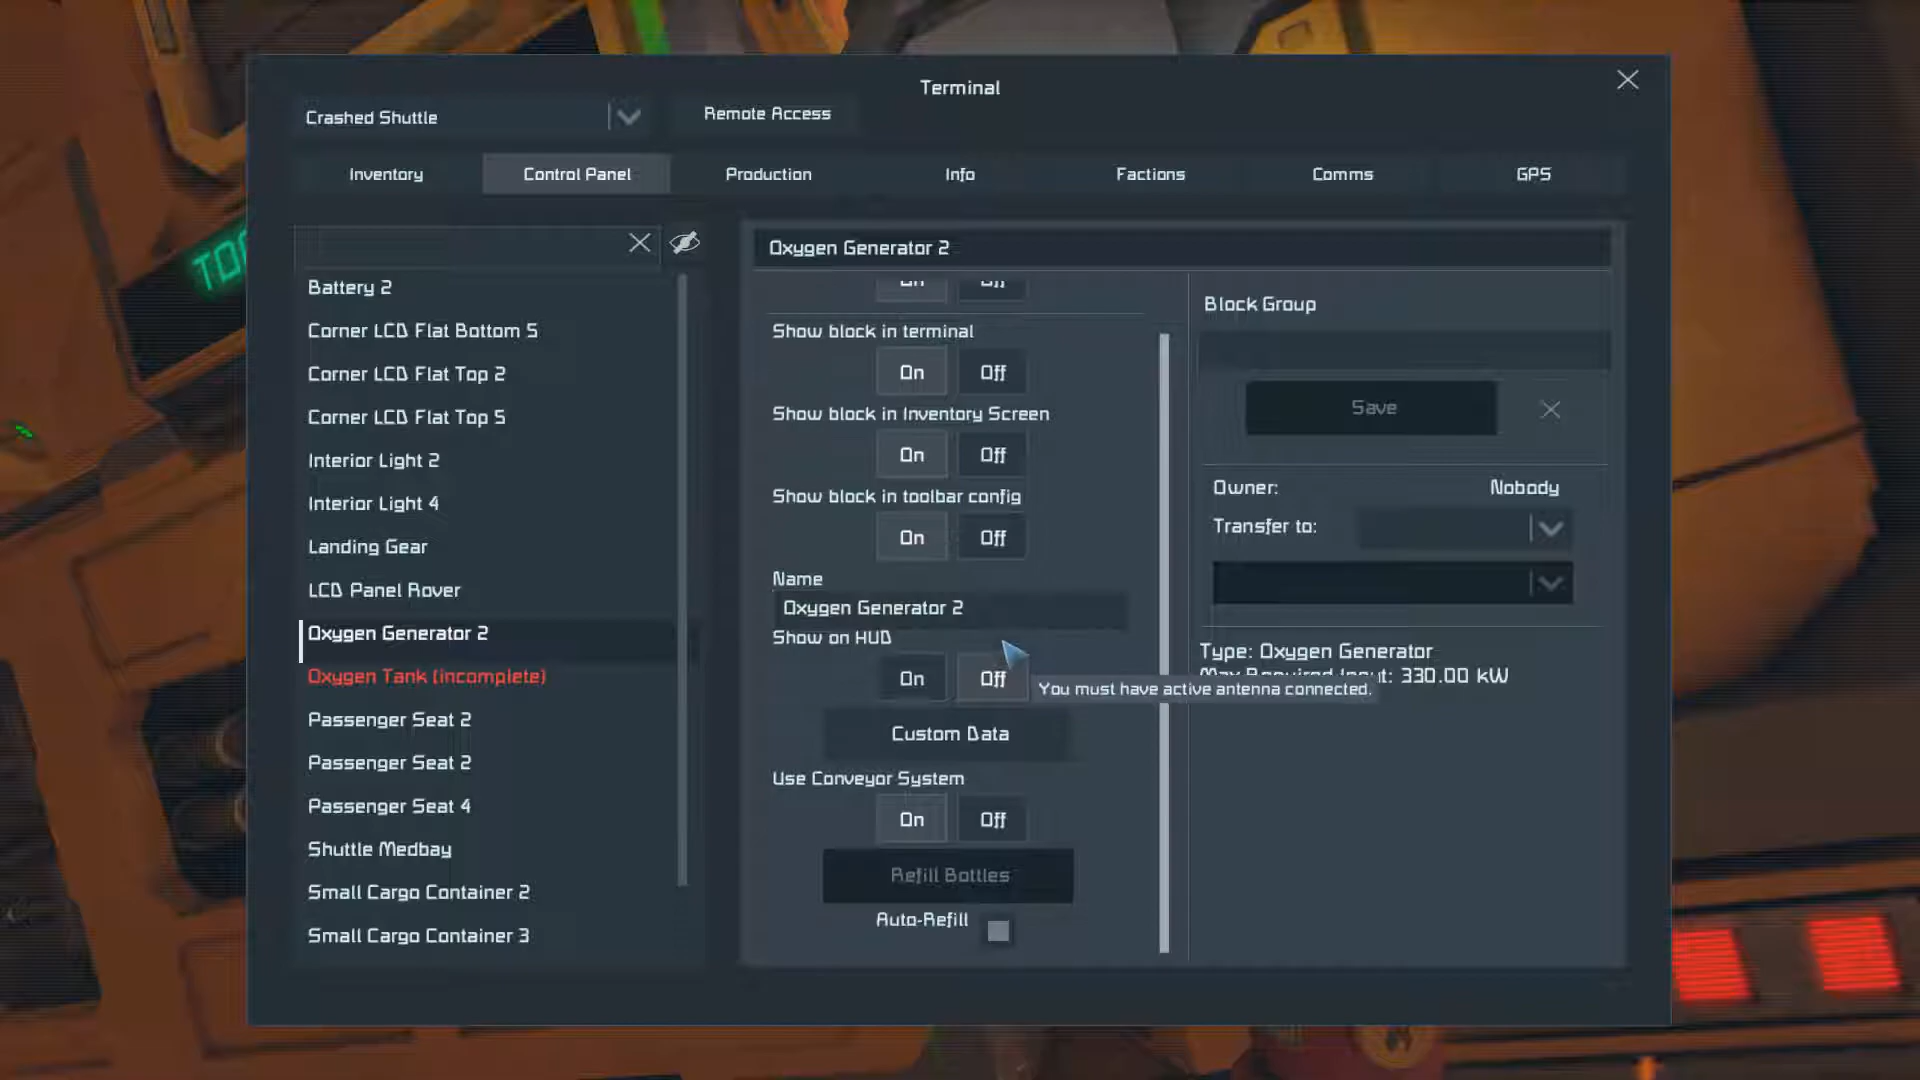 Terminal
Crashed Shuttle
Remote Access
Inventory
Control Panel
Production
Info
Factions
Comms
GPS
Battery 2
Corner LCD Flat Bottom 5
Corner LCD Flat Top 2
Corner LCD Flat Top 5
Interior Light 2
Interior Light 4
Landing Gear
LCD Panel Rover
Oxygen Generator 2
Oxygen Tank (Incomplete)
Passenger Seat 2
Passenger Seat 2
Passenger Seat 4
Shuttle Medbay
Small Cargo Container 2
Small Cargo Container 3
Oxygen Generator 2
On Off
Show block in terminal
On Off
Show block in Inventory Screen
On Off
Show block in toolbar config
On Off
Name
Oxygen Generator 2
Show on HUD
On Off
You must have active antenna connected.
Custom Data
Use Conveyor System
On Off
Refill Bottles
Auto-Refill
Block Group
Save
Owner: Nobody
Transfer to:
Type: Oxygen Generator
Max Required Input: 330.00 kW